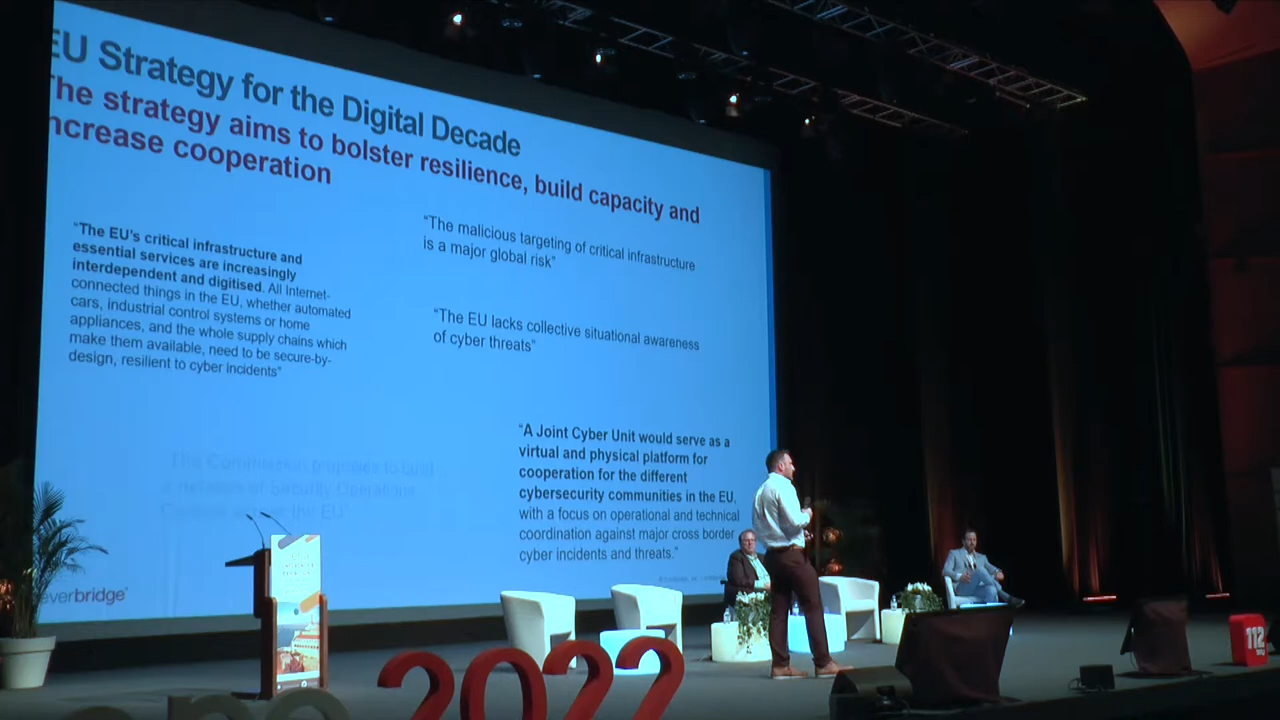 EU Strategy for the Digital Decade
The strategy aims to bolster resilience, build capacity and
increase cooperation
"The EU's critical infrastructure and
essential services are increasingly
interdependent and digitised. All Internet-
connected things in the EU, whether automated
cars, industrial control systems or home
appliances, and the whole supply chains which
make them available, need to be secure-by-
design, resilient to cyber incidents"
"The malicious targeting of critical infrastructure
is a major global risk"
"The EU lacks collective situational awareness
of cyber threats"
The Commission proposes to build
a network of Security Operations
Centres across the EU
"A Joint Cyber Unit would serve as a
virtual and physical platform for
cooperation for the different
cybersecurity communities in the EU,
with a focus on operational and technical
coordination against major cross border
cyber incidents and threats."
everbridge
2022
112